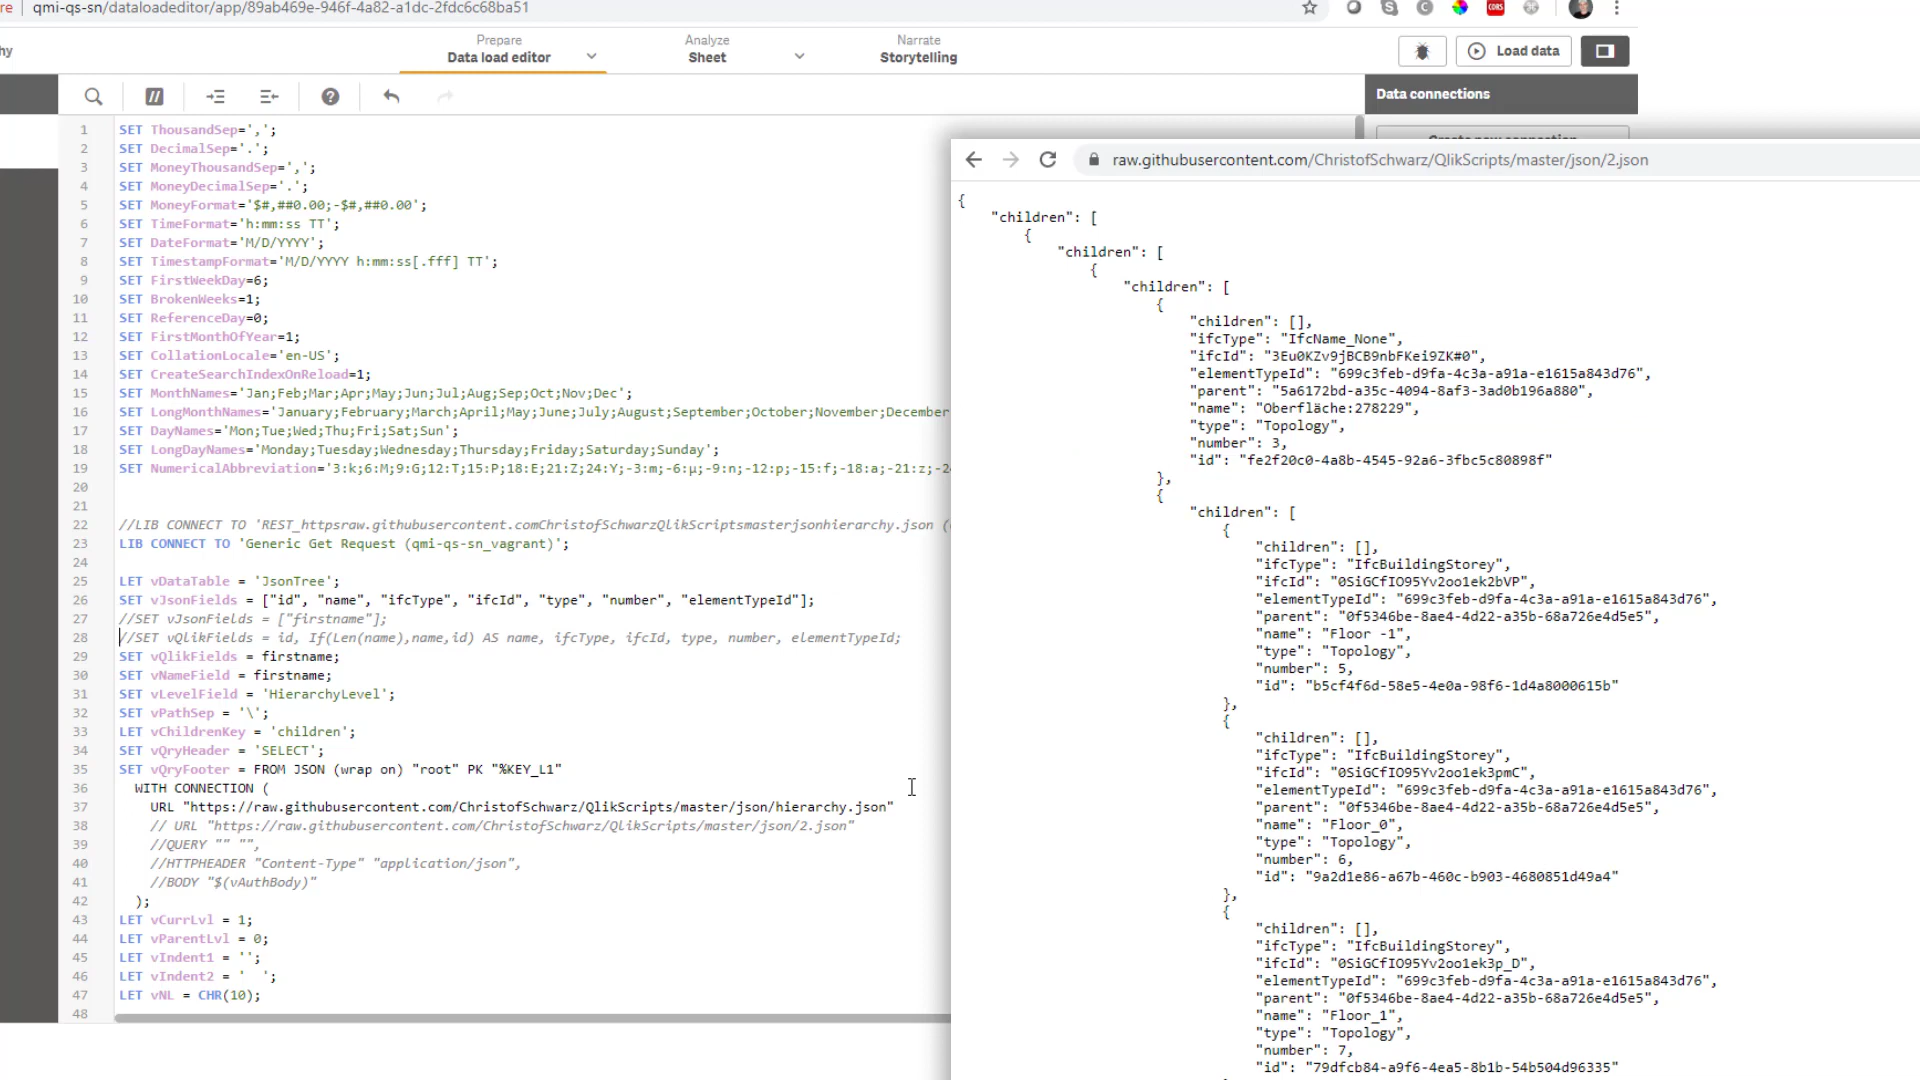 re qmi-qs-sn/dataloadeditor/app/89ab469e-946f-4a82-a1dc-2fdc6c68ba51
CORS
hy
Prepare
Data load editor
Analyze
Sheet
Narrate
Storytelling
Load data
Data connections
Create new connection
1 SET ThousandSep=',';
2 SET DecimalSep='.';
3 SET MoneyThousandSep=',';
4 SET MoneyDecimalSep='.';
5 SET MoneyFormat='$#,##0.00;-$#,##0.00';
6 SET TimeFormat='h:mm:ss TT';
7 SET DateFormat='M/D/YYYY';
8 SET TimestampFormat='M/D/YYYY h:mm:ss[.fff] TT';
9 SET FirstWeekDay=6;
10 SET BrokenWeeks=1;
11 SET ReferenceDay=0;
12 SET FirstMonthOfYear=1;
13 SET CollationLocale='en-US';
14 SET CreateSearchIndexOnReload=1;
15 SET MonthNames='Jan;Feb;Mar;Apr;May;Jun;Jul;Aug;Sep;Oct;Nov;Dec';
16 SET LongMonthNames='January;February;March;April;May;June;July;August;September;October;November;December
17 SET DayNames='Mon;Tue;Wed;Thu;Fri;Sat;Sun';
18 SET LongDayNames='Monday;Tuesday;Wednesday;Thursday;Friday;Saturday;Sunday';
19 SET NumericalAbbreviation='3:k;6:M;9:G;12:T;15:P;18:E;21:Z;24:Y;-3:m;-6:μ;-9:n;-12:p;-15:f;-18:a;-21:z;-2
20
21
22 //LIB CONNECT TO 'REST_httpsraw.githubusercontent.comChristofSchwarzQlikScriptsmasterjsonhierarchy.json (
23 LIB CONNECT TO 'Generic Get Request (qmi-qs-sn_vagrant)';
24
25 LET vDataTable = 'JsonTree';
26 SET vJsonFields = ["id", "name", "ifcType", "ifcId", "type", "number", "elementTypeId"];
27 //SET vJsonFields = ["firstname"];
28 //SET vQlikFields = id, If(Len(name),name,id) AS name, ifcType, ifcId, type, number, elementTypeId;
29 SET vQlikFields = firstname;
30 SET vNameField = firstname;
31 SET vLevelField = 'HierarchyLevel';
32 SET vPathSep = '\';
33 LET vChildrenKey = 'children';
34 SET vQryHeader = 'SELECT';
35 SET vQryFooter = FROM JSON (wrap on) "root" PK "%KEY_L1"
36 WITH CONNECTION (
37 URL "https://raw.githubusercontent.com/ChristofSchwarz/QlikScripts/master/json/hierarchy.json"
38 // URL "https://raw.githubusercontent.com/ChristofSchwarz/QlikScripts/master/json/2.json"
39 //QUERY "" "",
40 //HTTPHEADER "Content-Type" "application/json",
41 //BODY "$(vAuthBody)"
42 );
43 LET vCurrLvl = 1;
44 LET vParentLvl = 0;
45 LET vIndent1 = '';
46 LET vIndent2 = '  ';
47 LET vNL = CHR(10);
48
raw.githubusercontent.com/ChristofSchwarz/QlikScripts/master/json/2.json
{
"children": [
{
"children": [
{
"children": [
{
"children": [],
"ifcType": "IfcName_None",
"ifcId": "3Eu0KZv9jBCB9nbFKei9ZK#0",
"elementTypeId": "699c3feb-d9fa-4c3a-a91a-e1615a843d76",
"parent": "5a6172bd-a35c-4094-8af3-3ad0b196a880",
"name": "Oberfläche:278229",
"type": "Topology",
"number": 3,
"id": "fe2f20c0-4a8b-4545-92a6-3fbc5c80898f"
},
{
"children": [
{
"children": [],
"ifcType": "IfcBuildingStorey",
"ifcId": "0SiGCfIO95Yv2oo1ek2bVP",
"elementTypeId": "699c3feb-d9fa-4c3a-a91a-e1615a843d76",
"parent": "0f5346be-8ae4-4d22-a35b-68a726e4d5e5",
"name": "Floor -1",
"type": "Topology",
"number": 5,
"id": "b5cf4f6d-58e5-4e0a-98f6-1d4a8000615b"
},
{
"children": [],
"ifcType": "IfcBuildingStorey",
"ifcId": "0SiGCfIO95Yv2oo1ek3pmC",
"elementTypeId": "699c3feb-d9fa-4c3a-a91a-e1615a843d76",
"parent": "0f5346be-8ae4-4d22-a35b-68a726e4d5e5",
"name": "Floor_0",
"type": "Topology",
"number": 6,
"id": "9a2d1e86-a67b-460c-b903-4680851d49a4"
},
{
"children": [],
"ifcType": "IfcBuildingStorey",
"ifcId": "0SiGCfIO95Yv2oo1ek3p_D",
"elementTypeId": "699c3feb-d9fa-4c3a-a91a-e1615a843d76",
"parent": "0f5346be-8ae4-4d22-a35b-68a726e4d5e5",
"name": "Floor_1",
"type": "Topology",
"number": 7,
"id": "79dfcb84-a9f6-4ea5-8b1b-54b504d96335"